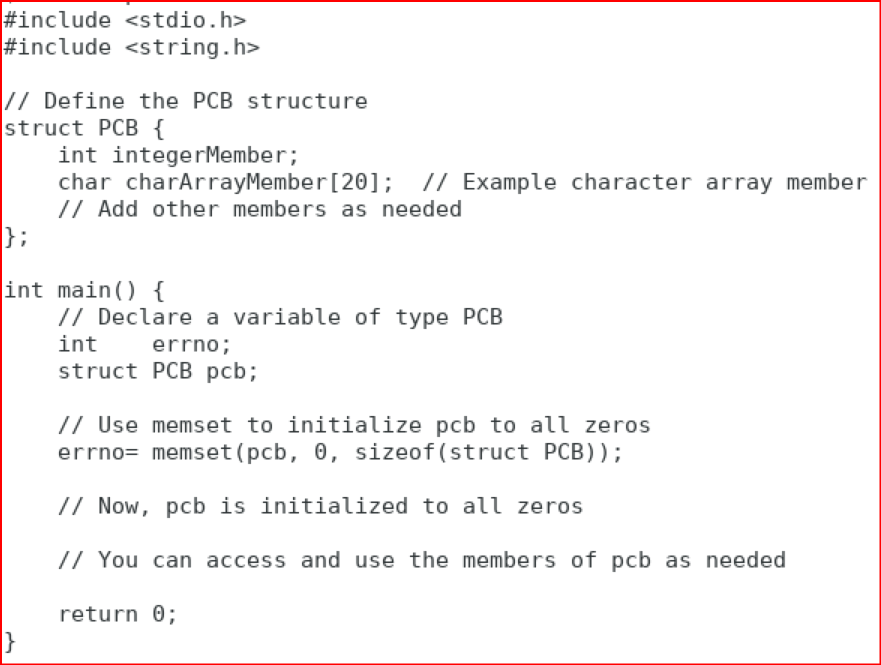 #include <stdio.h>
#include <string.h>
// Define the PCB structure
struct PCB {
    int integerMember;
    char charArrayMember[20];  // Example character array member
    // Add other members as needed
};
int main() {
    // Declare a variable of type PCB
    int    errno;
    struct PCB pcb;
    // Use memset to initialize pcb to all zeros
    errno= memset(pcb, 0, sizeof(struct PCB));
    // Now, pcb is initialized to all zeros
    // You can access and use the members of pcb as needed
    return 0;
}